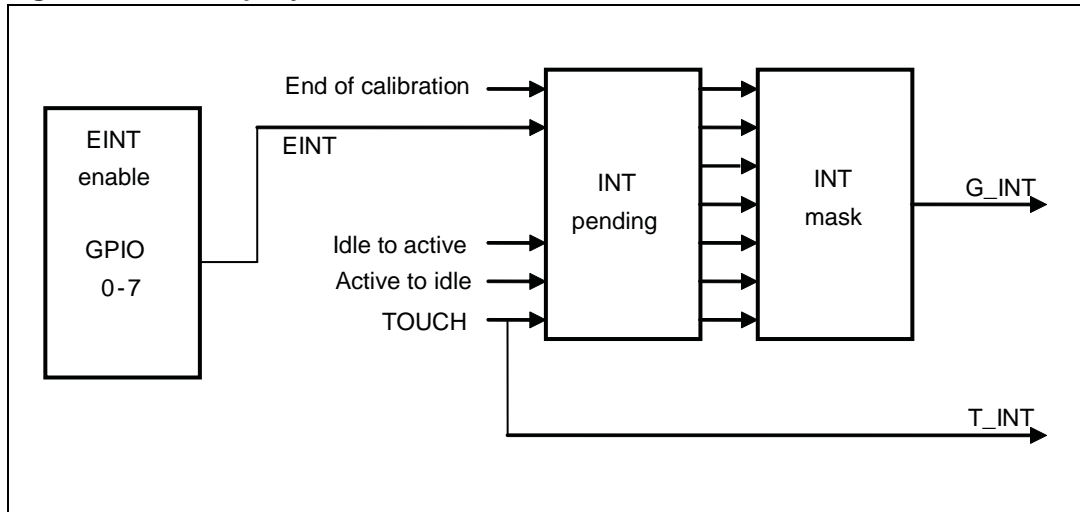 End of calibration
EINT
enable
GPIO
0-7
EINT
INT
pending
INT
mask
G_INT
Idle to active
Active to idle
TOUCH
T_INT